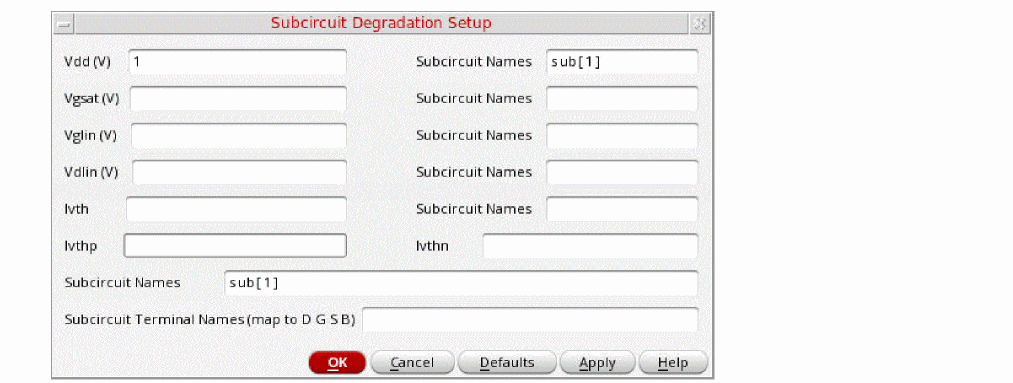 Subcircuit Degradation Setup
Vdd (V) 1 Subcircuit Names sub[1]
Vgsat (V) Subcircuit Names
Vglin (V) Subcircuit Names
Vdlin (V) Subcircuit Names
Ivth Subcircuit Names
Ivthp Ivthn
Subcircuit Names sub[1]
Subcircuit Terminal Names (map to D G S B)
OK Cancel Defaults Apply Help